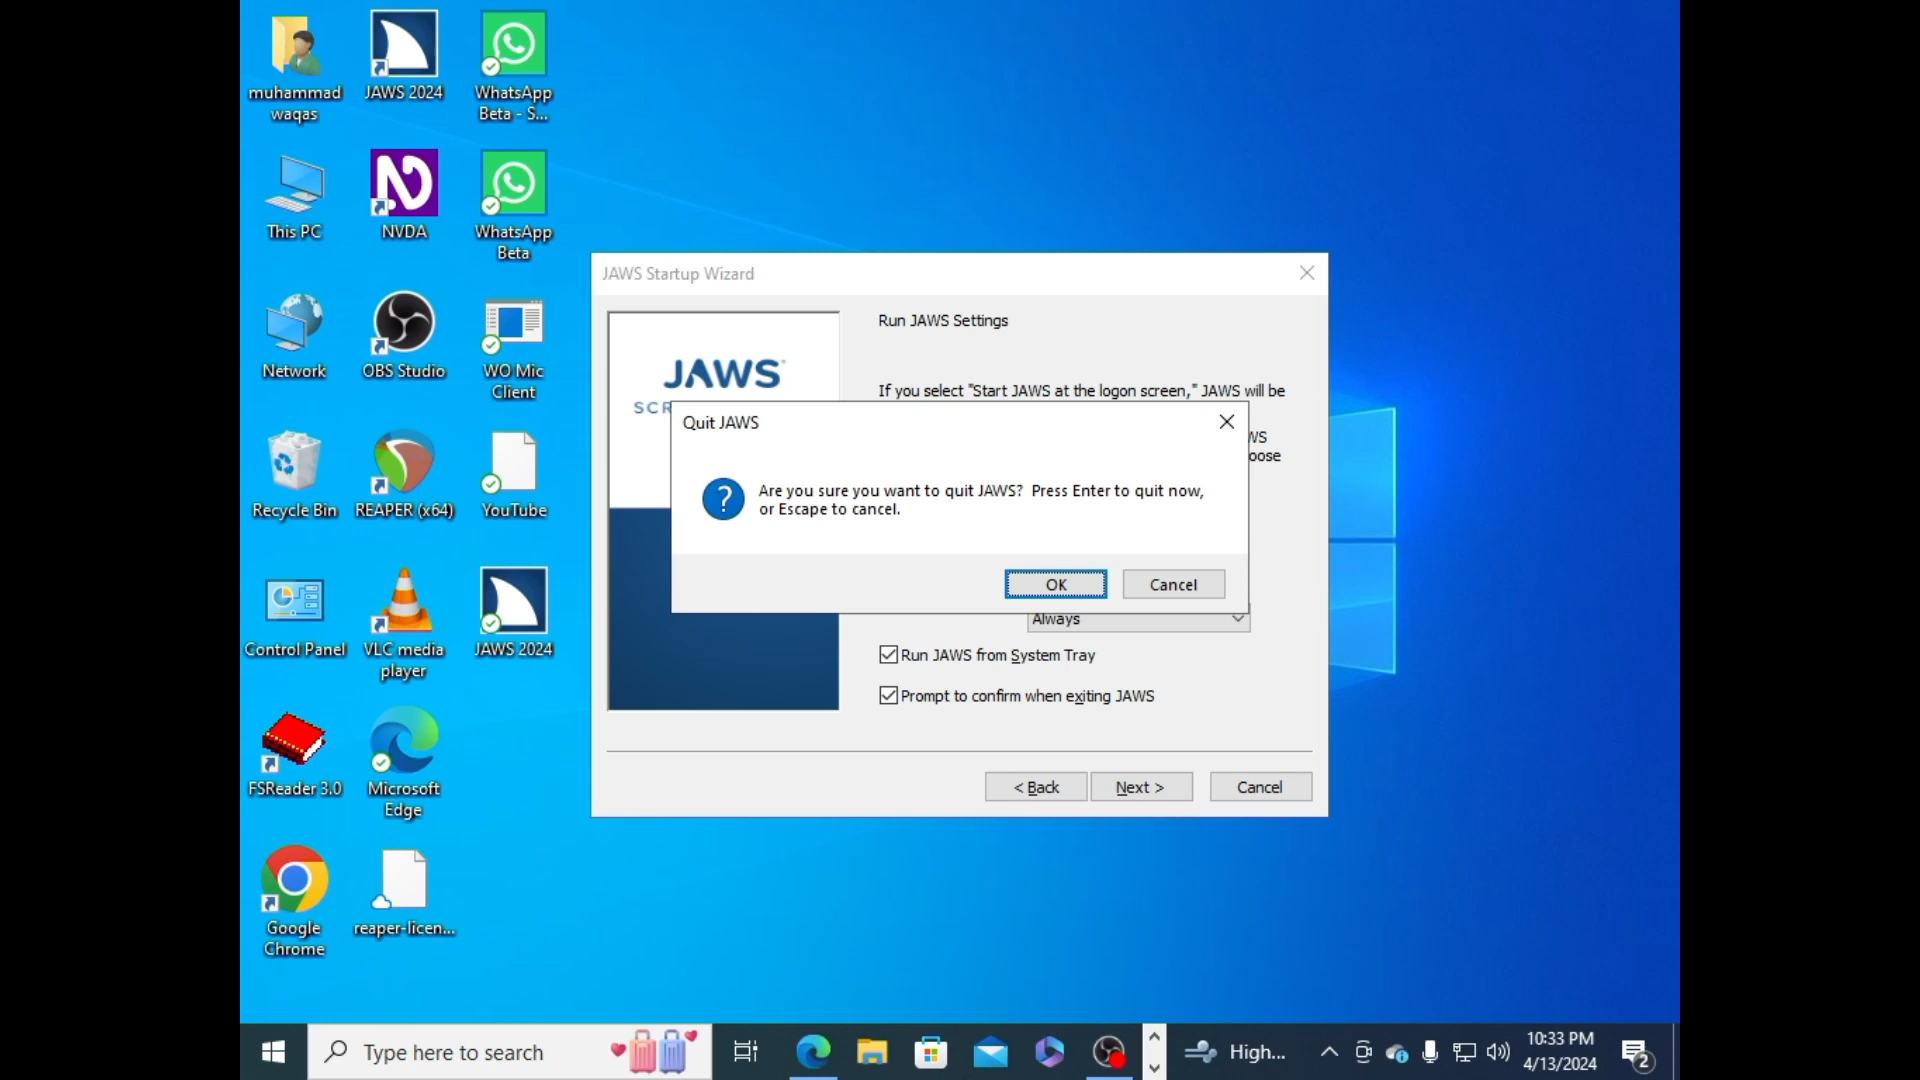 muhammad
waqas
JAWS 2024
WhatsApp
Beta - S...
This PC
NVDA
WhatsApp
Beta
Network
OBS Studio
WO Mic
Client
Recycle Bin
REAPER (x64)
YouTube
Control Panel
VLC media
player
JAWS 2024
FSReader 3.0
Microsoft
Edge
Google
Chrome
reaper-licen...
JAWS Startup Wizard
JAWS
SCR
Run JAWS Settings
If you select "Start JAWS at the logon screen," JAWS will be
WS
oose
Quit JAWS
Are you sure you want to quit JAWS? Press Enter to quit now,
or Escape to cancel.
OK
Cancel
Always
Run JAWS from System Tray
Prompt to confirm when exiting JAWS
< Back
Next >
Cancel
Type here to search
High...
10:33 PM
4/13/2024
2